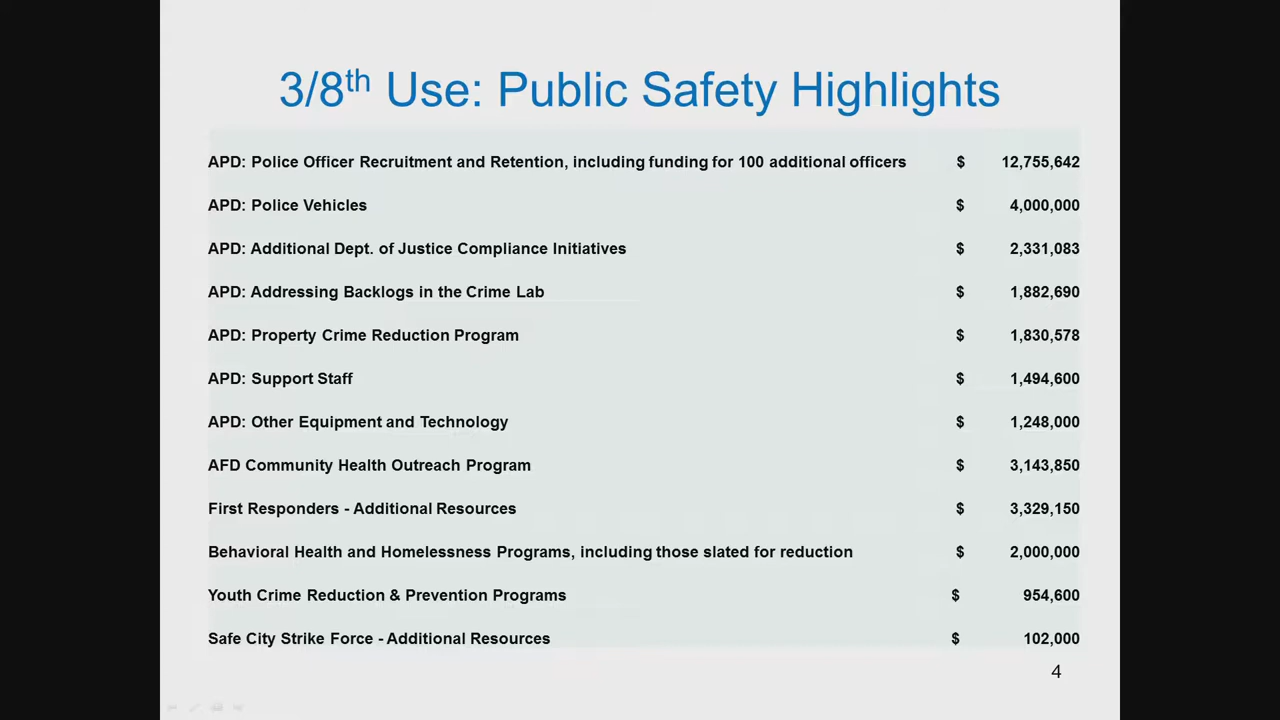 3/8th Use: Public Safety Highlights
APD: Police Officer Recruitment and Retention, including funding for 100 additional officers $ 12,755,642
APD: Police Vehicles $ 4,000,000
APD: Additional Dept. of Justice Compliance Initiatives $ 2,331,083
APD: Addressing Backlogs in the Crime Lab $ 1,882,690
APD: Property Crime Reduction Program $ 1,830,578
APD: Support Staff $ 1,494,600
APD: Other Equipment and Technology $ 1,248,000
AFD Community Health Outreach Program $ 3,143,850
First Responders - Additional Resources $ 3,329,150
Behavioral Health and Homelessness Programs, including those slated for reduction $ 2,000,000
Youth Crime Reduction & Prevention Programs $ 954,600
Safe City Strike Force - Additional Resources $ 102,000
4